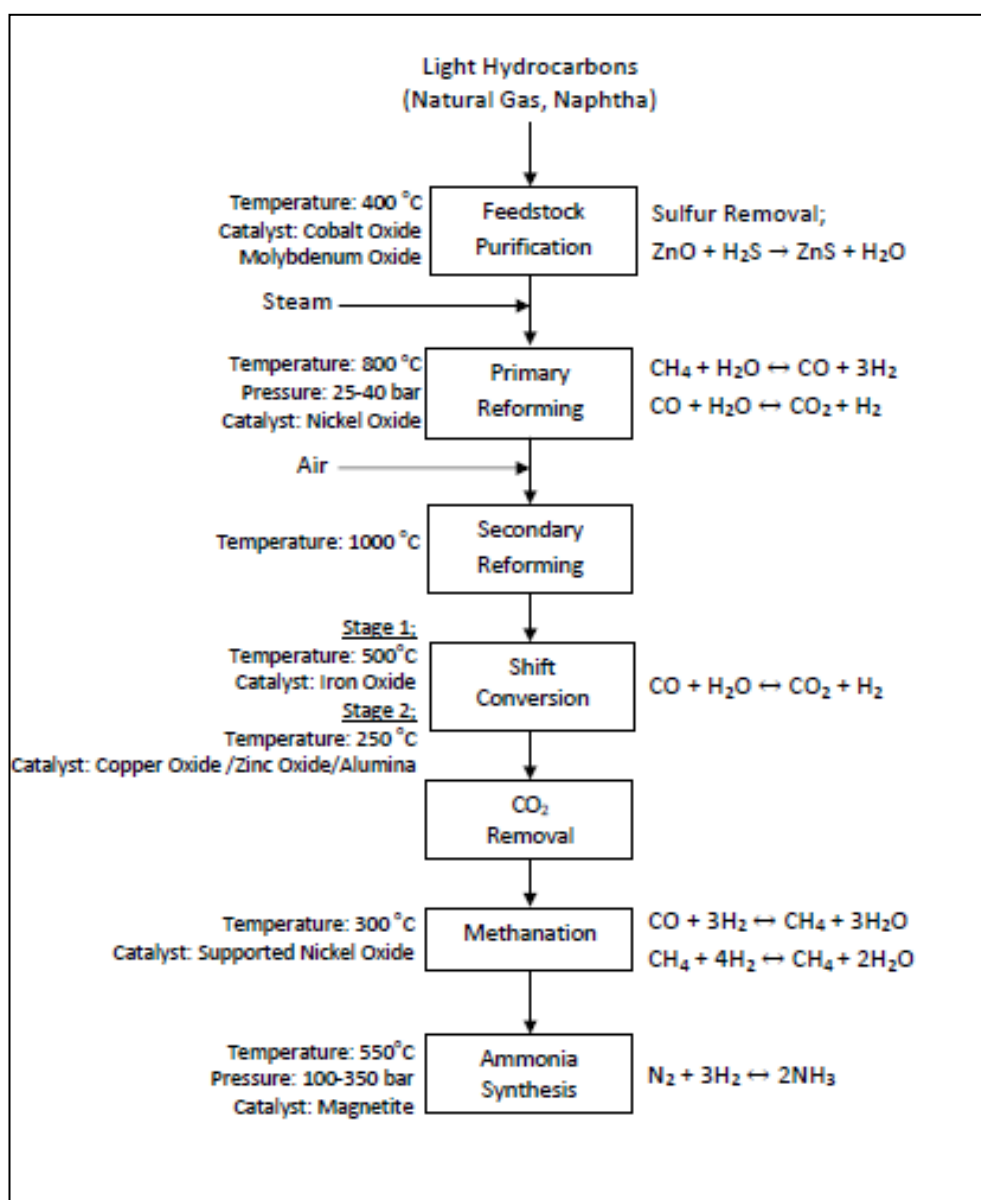 Light Hydrocarbons
(Natural Gas, Naphtha)
Temperature: 400 °C
Catalyst: Cobalt Oxide
Molybdenum Oxide
Feedstock
Purification
Sulfur Removal;
ZnO + H₂S → ZnS + H₂O
Steam
Temperature: 800 °C
Pressure: 25-40 bar
Catalyst: Nickel Oxide
Primary
Reforming
CH₄ + H₂O ↔ CO + 3H₂
CO + H₂O ↔ CO₂ + H₂
Air
Temperature: 1000 °C
Secondary
Reforming
Stage 1;
Temperature: 500°C
Catalyst: Iron Oxide
Stage 2;
Temperature: 250 °C
Catalyst: Copper Oxide /Zinc Oxide/Alumina
Shift
Conversion
CO + H₂O ↔ CO₂ + H₂
CO₂
Removal
Temperature: 300 °C
Catalyst: Supported Nickel Oxide
Methanation
CO + 3H₂ ↔ CH₄ + 3H₂O
CH₄ + 4H₂ ↔ CH₄ + 2H₂O
Temperature: 550°C
Pressure: 100-350 bar
Catalyst: Magnetite
Ammonia
Synthesis
N₂ + 3H₂ ↔ 2NH₃